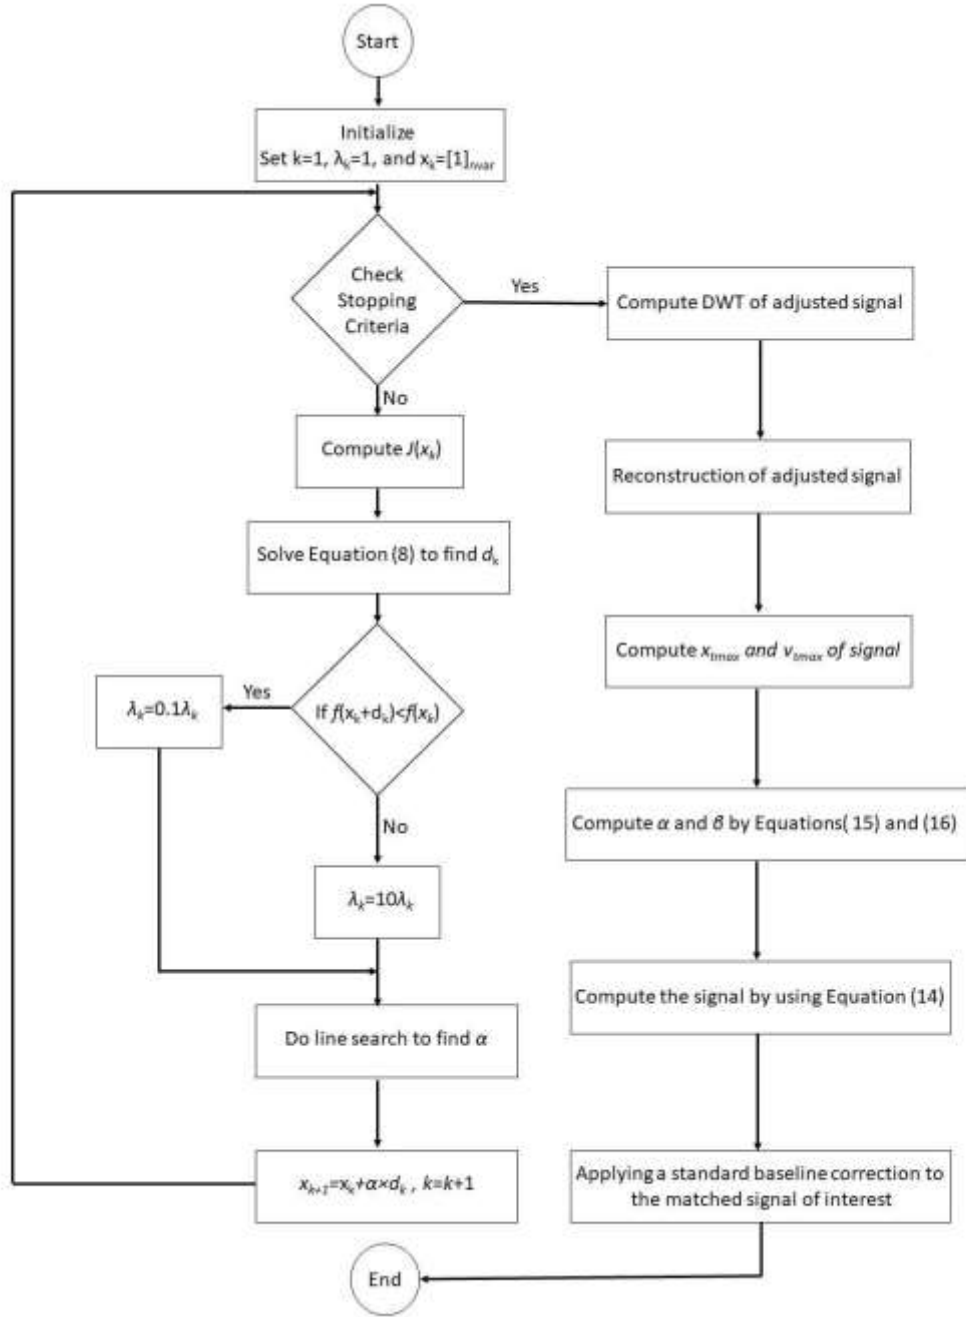 Start
Initialize
Set k=1, λk=1, and xk=[1]nvar
Check
Stopping
Criteria
Yes
Compute DWT of adjusted signal
No
Compute J(xk)
Reconstruction of adjusted signal
Solve Equation (8) to find dk
Compute xtmax and vtmax of signal
Yes
λk=0.1λk
If f(xk+dk)<f(xk)
No
Compute α and β by Equations( 15) and (16)
λk=10λk
Compute the signal by using Equation (14)
Do line search to find α
xk+1=xk+α×dk , k=k+1
Applying a standard baseline correction to
the matched signal of interest
End